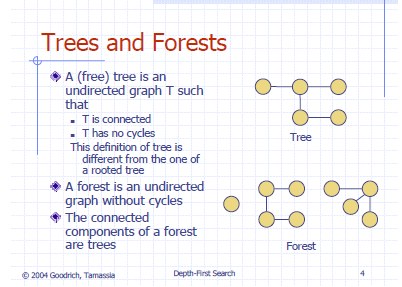 Trees and Forests
A (free) tree is an
undirected graph T such
that
T is connected
T has no cycles
This definition of tree is
different from the one of
a rooted tree
A forest is an undirected
graph without cycles
The connected
components of a forest
are trees
Tree
Forest
© 2004 Goodrich, Tamassia
Depth-First Search
4